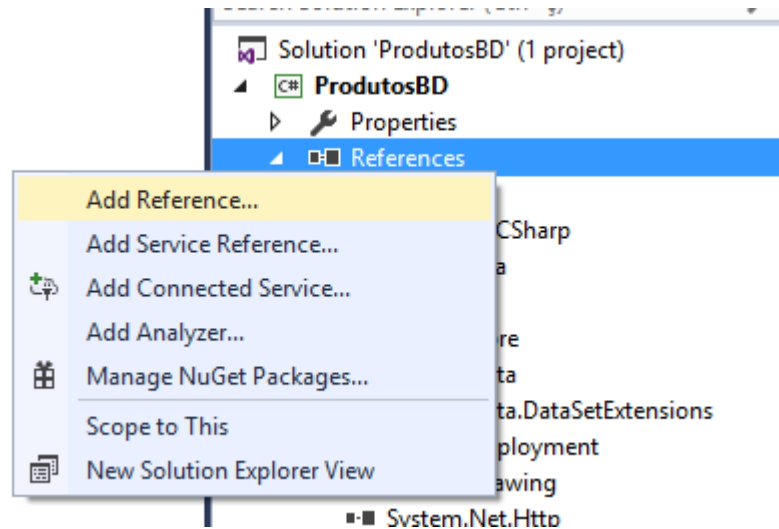 Solution 'ProdutosBD' (1 project)
C# ProdutosBD
Properties
References
Add Reference...
Add Service Reference...
Add Connected Service...
Add Analyzer...
Manage NuGet Packages...
Scope to This
New Solution Explorer View
CSharp
a
re
ta
ta.DataSetExtensions
ployment
awing
System.Net.Http